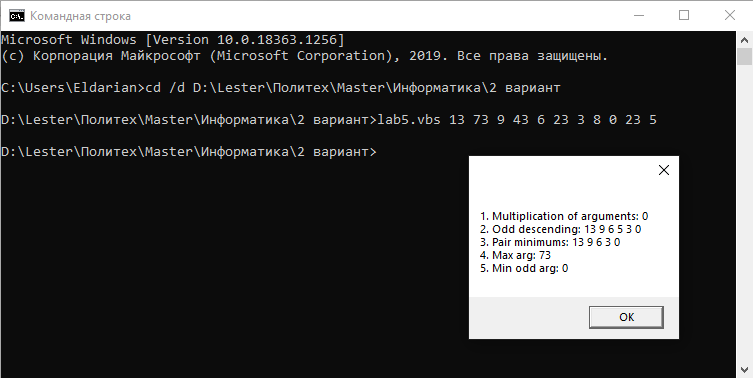 Командная строка
Microsoft Windows [Version 10.0.18363.1256]
(c) Корпорация Майкрософт (Microsoft Corporation), 2019. Все права защищены.
C:\Users\Eldarian>cd /d D:\Lester\Политех\Master\Информатика\2 вариант
D:\Lester\Политех\Master\Информатика\2 вариант>lab5.vbs 13 73 9 43 6 23 3 8 0 23 5
D:\Lester\Политех\Master\Информатика\2 вариант>
1. Multiplication of arguments: 0
2. Odd descending: 13 9 6 5 3 0
3. Pair minimums: 13 9 6 3 0
4. Max arg: 73
5. Min odd arg: 0
OK